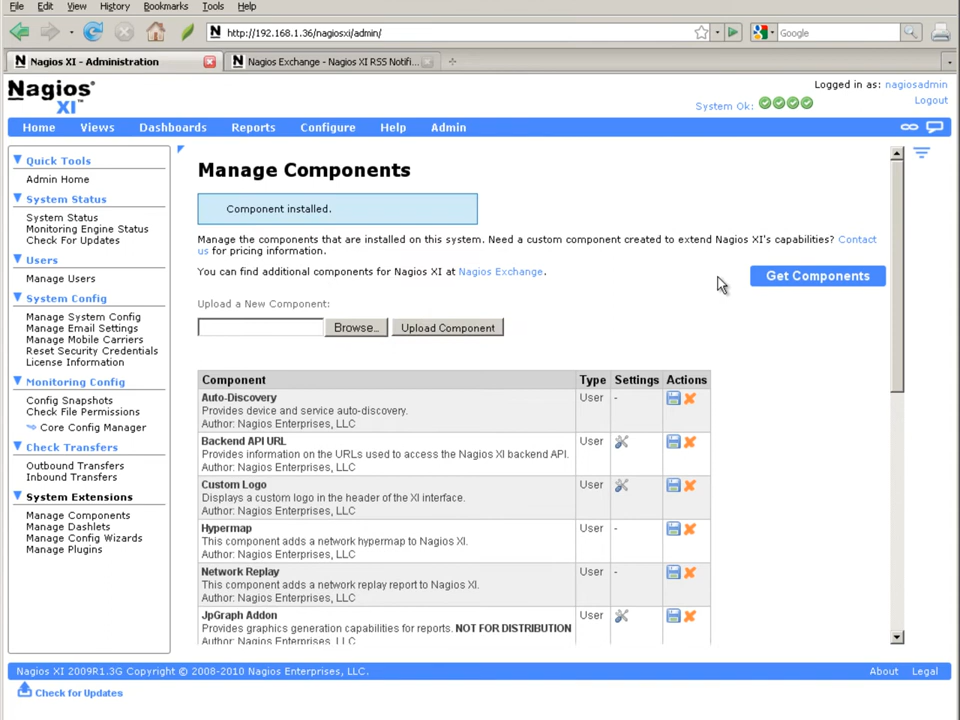 File Edit View History Bookmarks Tools Help
http://192.168.1.36/nagiosxi/admin/
Google
Nagios XI - Administration
Nagios Exchange - Nagios XI RSS Notifi...
Nagios®
XI™
Logged in as: nagiosadmin
System Ok:
Logout
Home Views Dashboards Reports Configure Help Admin
Quick Tools
Admin Home
System Status
System Status
Monitoring Engine Status
Check For Updates
Users
Manage Users
System Config
Manage System Config
Manage Email Settings
Manage Mobile Carriers
Reset Security Credentials
License Information
Monitoring Config
Config Snapshots
Check File Permissions
Core Config Manager
Check Transfers
Outbound Transfers
Inbound Transfers
System Extensions
Manage Components
Manage Dashlets
Manage Config Wizards
Manage Plugins
Manage Components
Component installed.
Manage the components that are installed on this system. Need a custom component created to extend Nagios XI's capabilities? Contact
us for pricing information.
You can find additional components for Nagios XI at Nagios Exchange.
Get Components
Upload a New Component:
Browse... Upload Component
Component Type Settings Actions
Auto-Discovery User -
Provides device and service auto-discovery.
Author: Nagios Enterprises, LLC
Backend API URL User
Provides information on the URLs used to access the Nagios XI backend API.
Author: Nagios Enterprises, LLC
Custom Logo User
Displays a custom logo in the header of the XI interface.
Author: Nagios Enterprises, LLC
Hypermap User -
This component adds a network hypermap to Nagios XI.
Author: Nagios Enterprises, LLC
Network Replay User -
This component adds a network replay report to Nagios XI.
Author: Nagios Enterprises, LLC
JpGraph Addon User
Provides graphics generation capabilities for reports. NOT FOR DISTRIBUTION
Author: Nagios Enterprises, LLC
Nagios XI 2009R1.3G Copyright © 2008-2010 Nagios Enterprises, LLC.
About Legal
Check for Updates